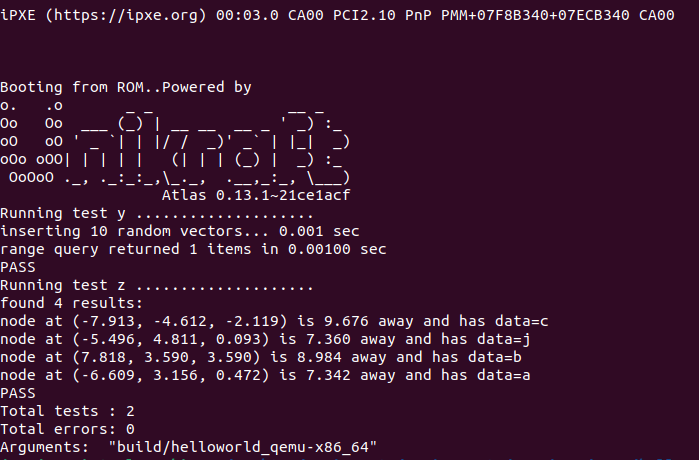 iPXE (https://ipxe.org) 00:03.0 CA00 PCI2.10 PnP PMM+07F8B340+07ECB340 CA00
Booting from ROM..Powered by
o.   .o       _ _               __ _
Oo   Oo  ___ (_) | __ __  __ _ ' _) :_
oO   oO ' _ `| | |/ /  _)' _` | |_|  _)
oOo oOO| | | | |   (| | | (_) |  _) :_
 OoOoO ._, ._:_:_,\_._,  .__,_:_, \___)
                  Atlas 0.13.1~21ce1acf
Running test y ....................
inserting 10 random vectors... 0.001 sec
range query returned 1 items in 0.00100 sec
PASS
Running test z ....................
found 4 results:
node at (-7.913, -4.612, -2.119) is 9.676 away and has data=c
node at (-5.496, 4.811, 0.093) is 7.360 away and has data=j
node at (7.818, 3.590, 3.590) is 8.984 away and has data=b
node at (-6.609, 3.156, 0.472) is 7.342 away and has data=a
PASS
Total tests : 2
Total errors: 0
Arguments:  "build/helloworld_qemu-x86_64"